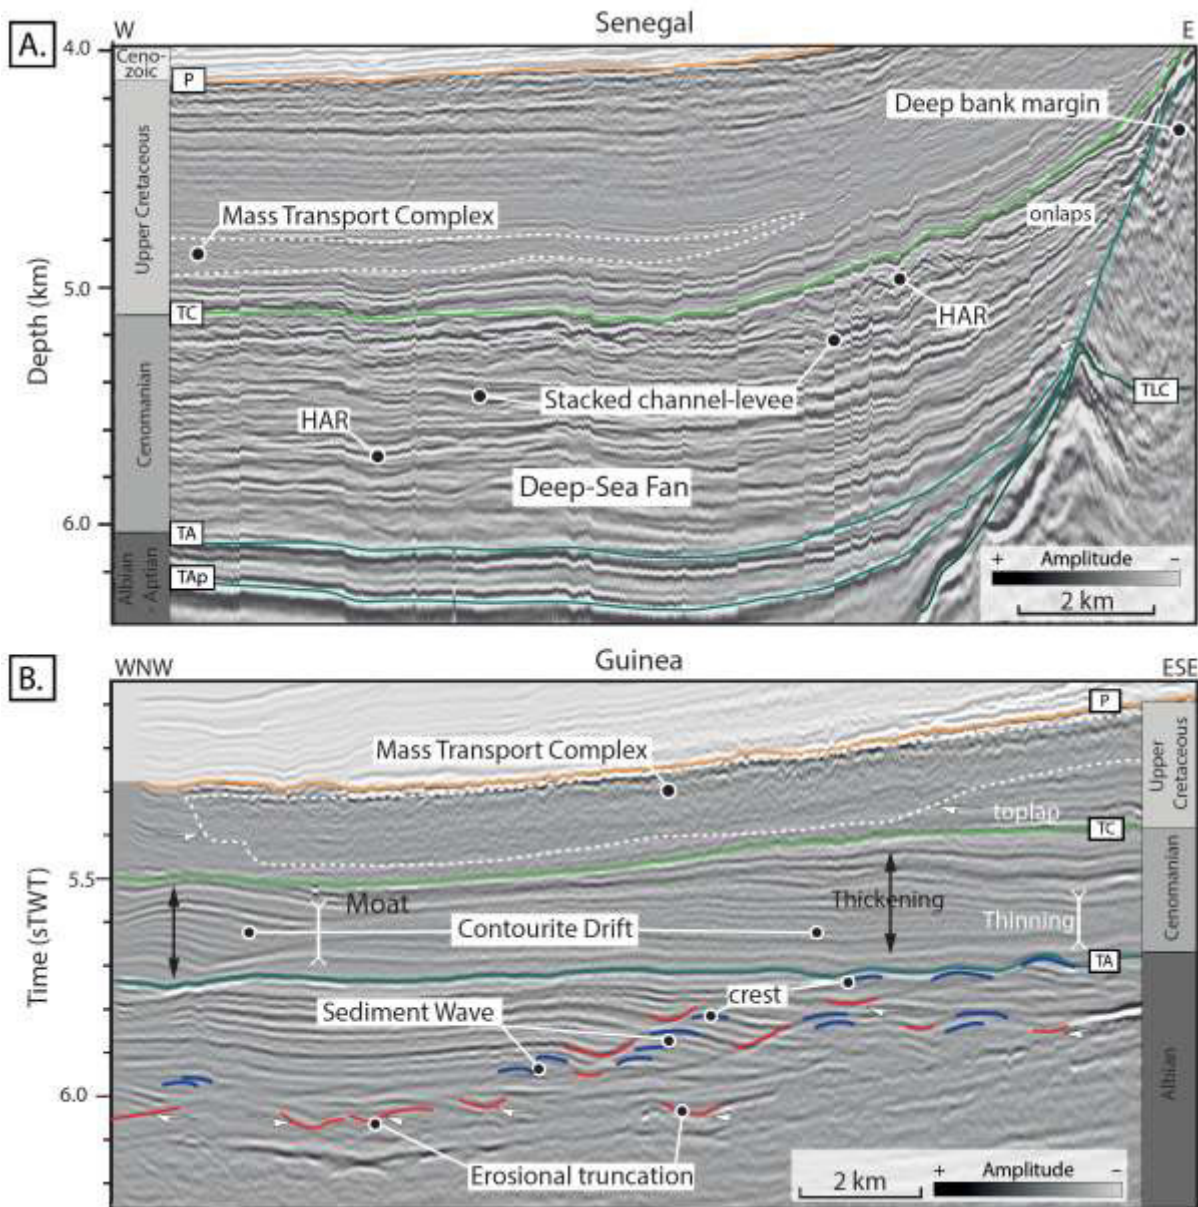 A.
W
Senegal
E
4.0
Ceno-
zoic
P
Deep bank margin
Upper Cretaceous
Mass Transport Complex
onlaps
Depth (km)
5.0
TC
HAR
Stacked channel-levee
TLC
HAR
Cenomanian
Deep-Sea Fan
6.0
TA
TAp
Albian
- Aptian
+ Amplitude –
2 km
B.
WNW
Guinea
ESE
P
Mass Transport Complex
Upper
Cretaceous
toplap
TC
5.5
Moat
Thickening
Thinning
Cenomanian
Contourite Drift
Time (sTWT)
TA
crest
Sediment Wave
6.0
Albian
Erosional truncation
2 km
+ Amplitude –